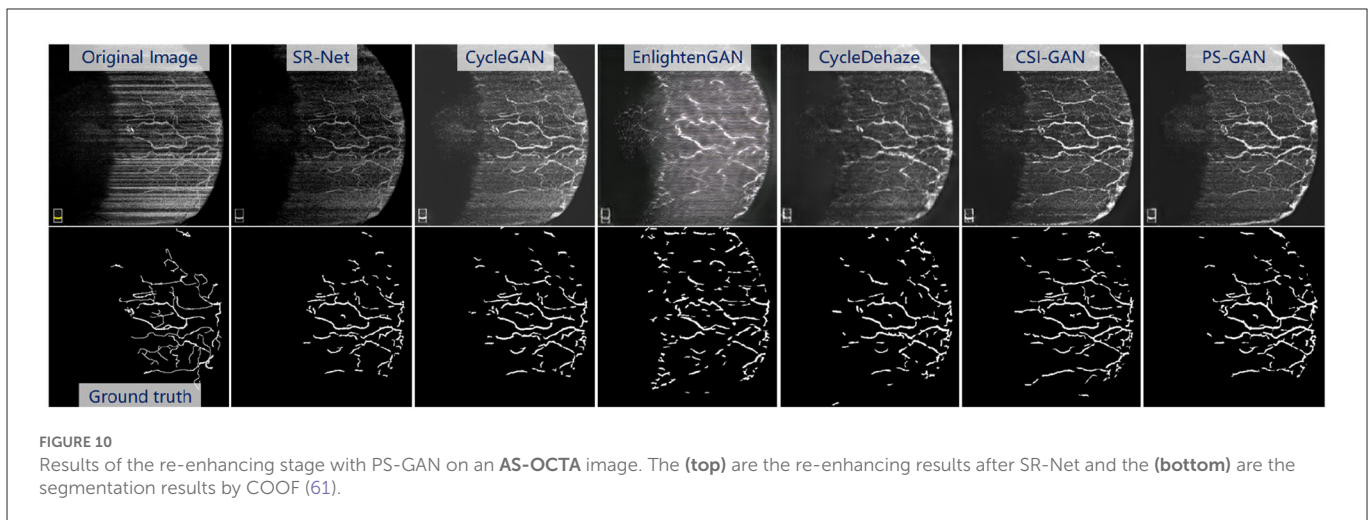 Original Image
SR-Net
CycleGAN
EnlightenGAN
CycleDehaze
CSI-GAN
PS-GAN
Ground truth
FIGURE 10
Results of the re-enhancing stage with PS-GAN on an AS-OCTA image. The (top) are the re-enhancing results after SR-Net and the (bottom) are the
segmentation results by COOF (61).